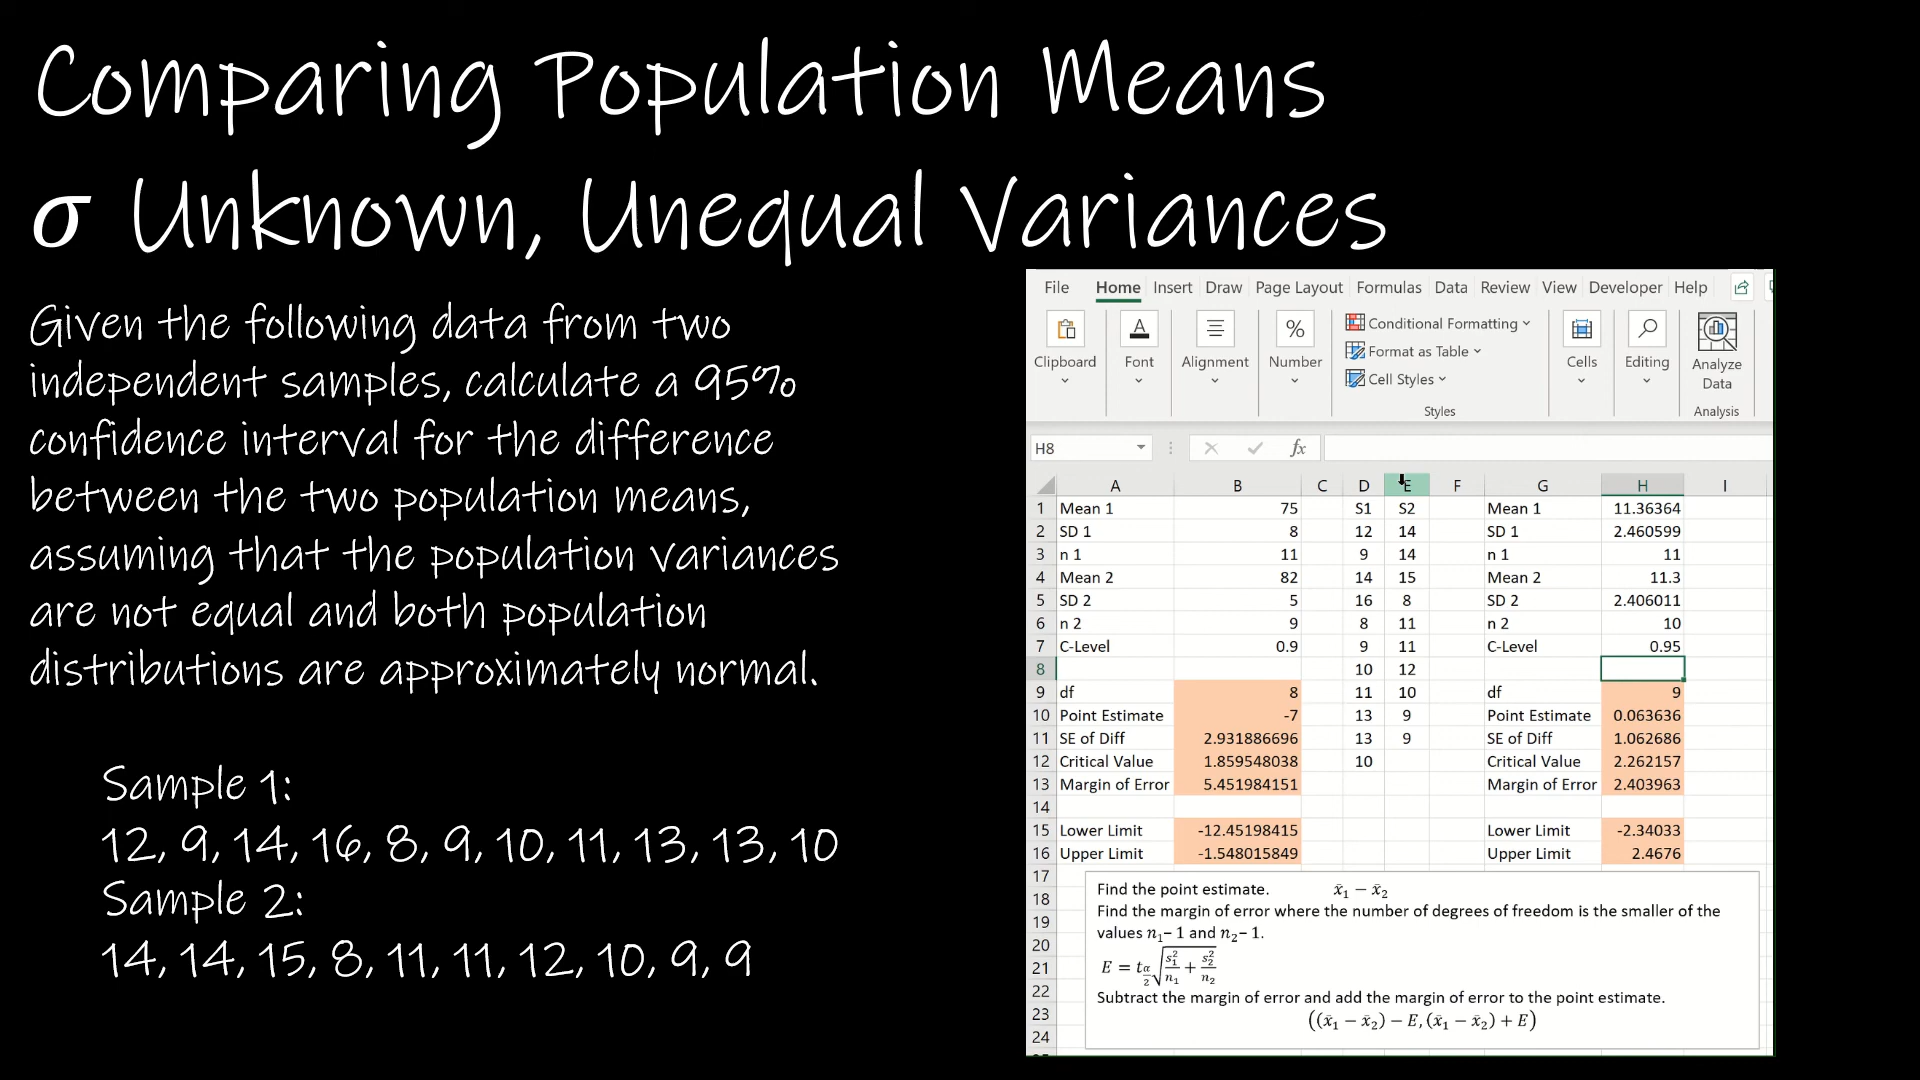 Comparing Population Means
σ Unknown, Unequal Variances
Given the following data from two
independent samples, calculate a 95%
confidence interval for the difference
between the two population means,
assuming that the population variances
are not equal and both population
distributions are approximately normal.
Sample 1:
12, 9, 14, 16, 8, 9, 10, 11, 13, 13, 10
Sample 2:
14, 14, 15, 8, 11, 11, 12, 10, 9, 9
File Home Insert Draw Page Layout Formulas Data Review View Developer Help
Clipboard Font Alignment Number Conditional Formatting Format as Table Cell Styles Styles Cells Editing Analyze Data Analysis
H8 fx
A B C D E F G H I
1 Mean 1 75 S1 S2 Mean 1 11.36364
2 SD 1 8 12 14 SD 1 2.460599
3 n 1 11 9 14 n 1 11
4 Mean 2 82 14 15 Mean 2 11.3
5 SD 2 5 16 8 SD 2 2.406011
6 n 2 9 8 11 n 2 10
7 C-Level 0.9 9 11 C-Level 0.95
8 10 12
9 df 8 11 10 df 9
10 Point Estimate -7 13 9 Point Estimate 0.063636
11 SE of Diff 2.931886696 13 9 SE of Diff 1.062686
12 Critical Value 1.859548038 10 Critical Value 2.262157
13 Margin of Error 5.451984151 Margin of Error 2.403963
14
15 Lower Limit -12.45198415 Lower Limit -2.34033
16 Upper Limit -1.548015849 Upper Limit 2.4676
17
18 Find the point estimate. x̄₁ − x̄₂
19 Find the margin of error where the number of degrees of freedom is the smaller of the
20 values n₁– 1 and n₂– 1.
21 E = t_{α/2} √(s₁²/n₁ + s₂²/n₂)
22 Subtract the margin of error and add the margin of error to the point estimate.
23 ((x̄₁ − x̄₂) − E, (x̄₁ − x̄₂) + E)
24